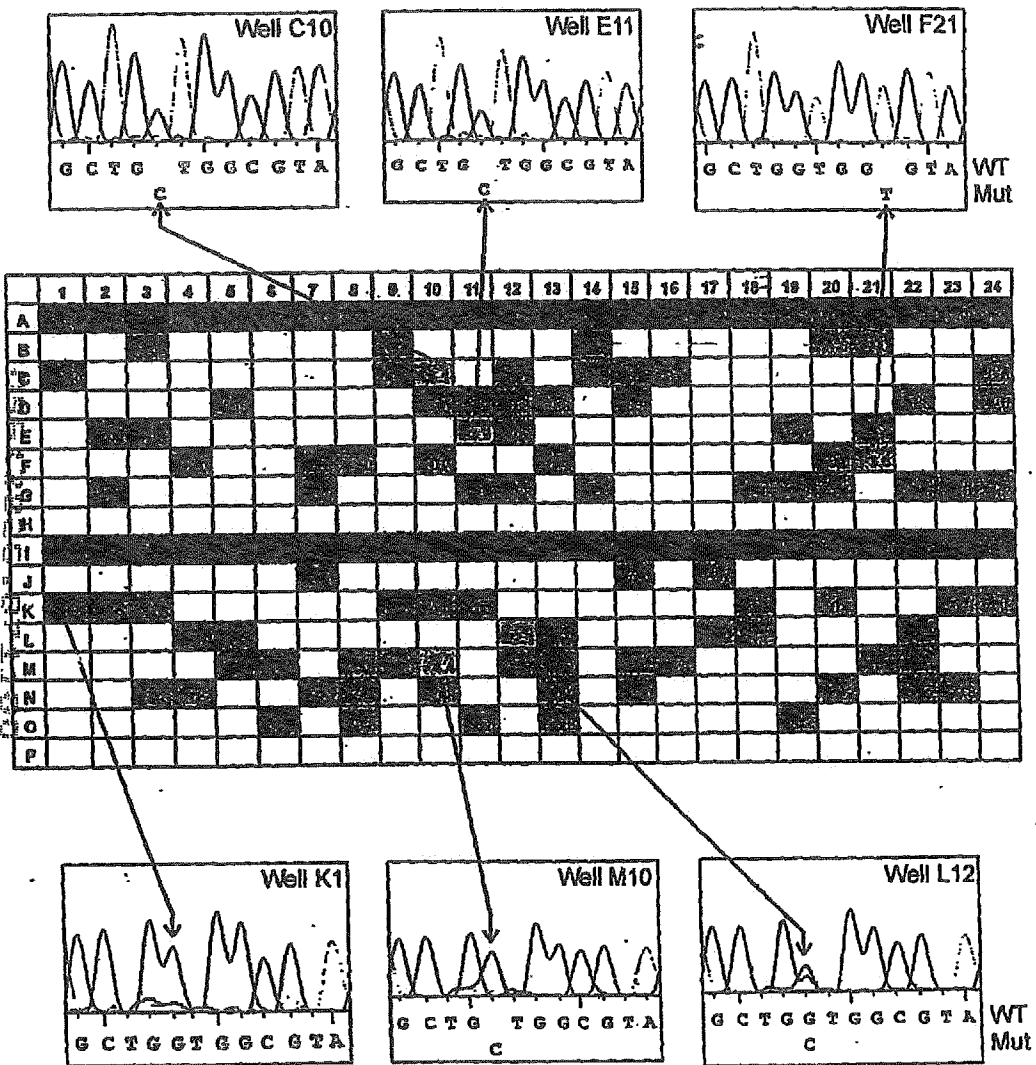 Well C10
G C T G T G G C G T A
C
Well E11
G C T G T G G C G T A
C
Well F21
G C T G G T G G G T A WT
T Mut
1 2 3 4 5 6 7 8 9 10 11 12 13 14 15 16 17 18 19 20 21 22 23 24
A
B
C
D
E
F
G
H
I
J
K
L
M
N
O
P
Well K1
G C T G G T G G C G T A
Well M10
G C T G T G G C G T A
C
Well L12
G C T G G T G G C G T A WT
C Mut